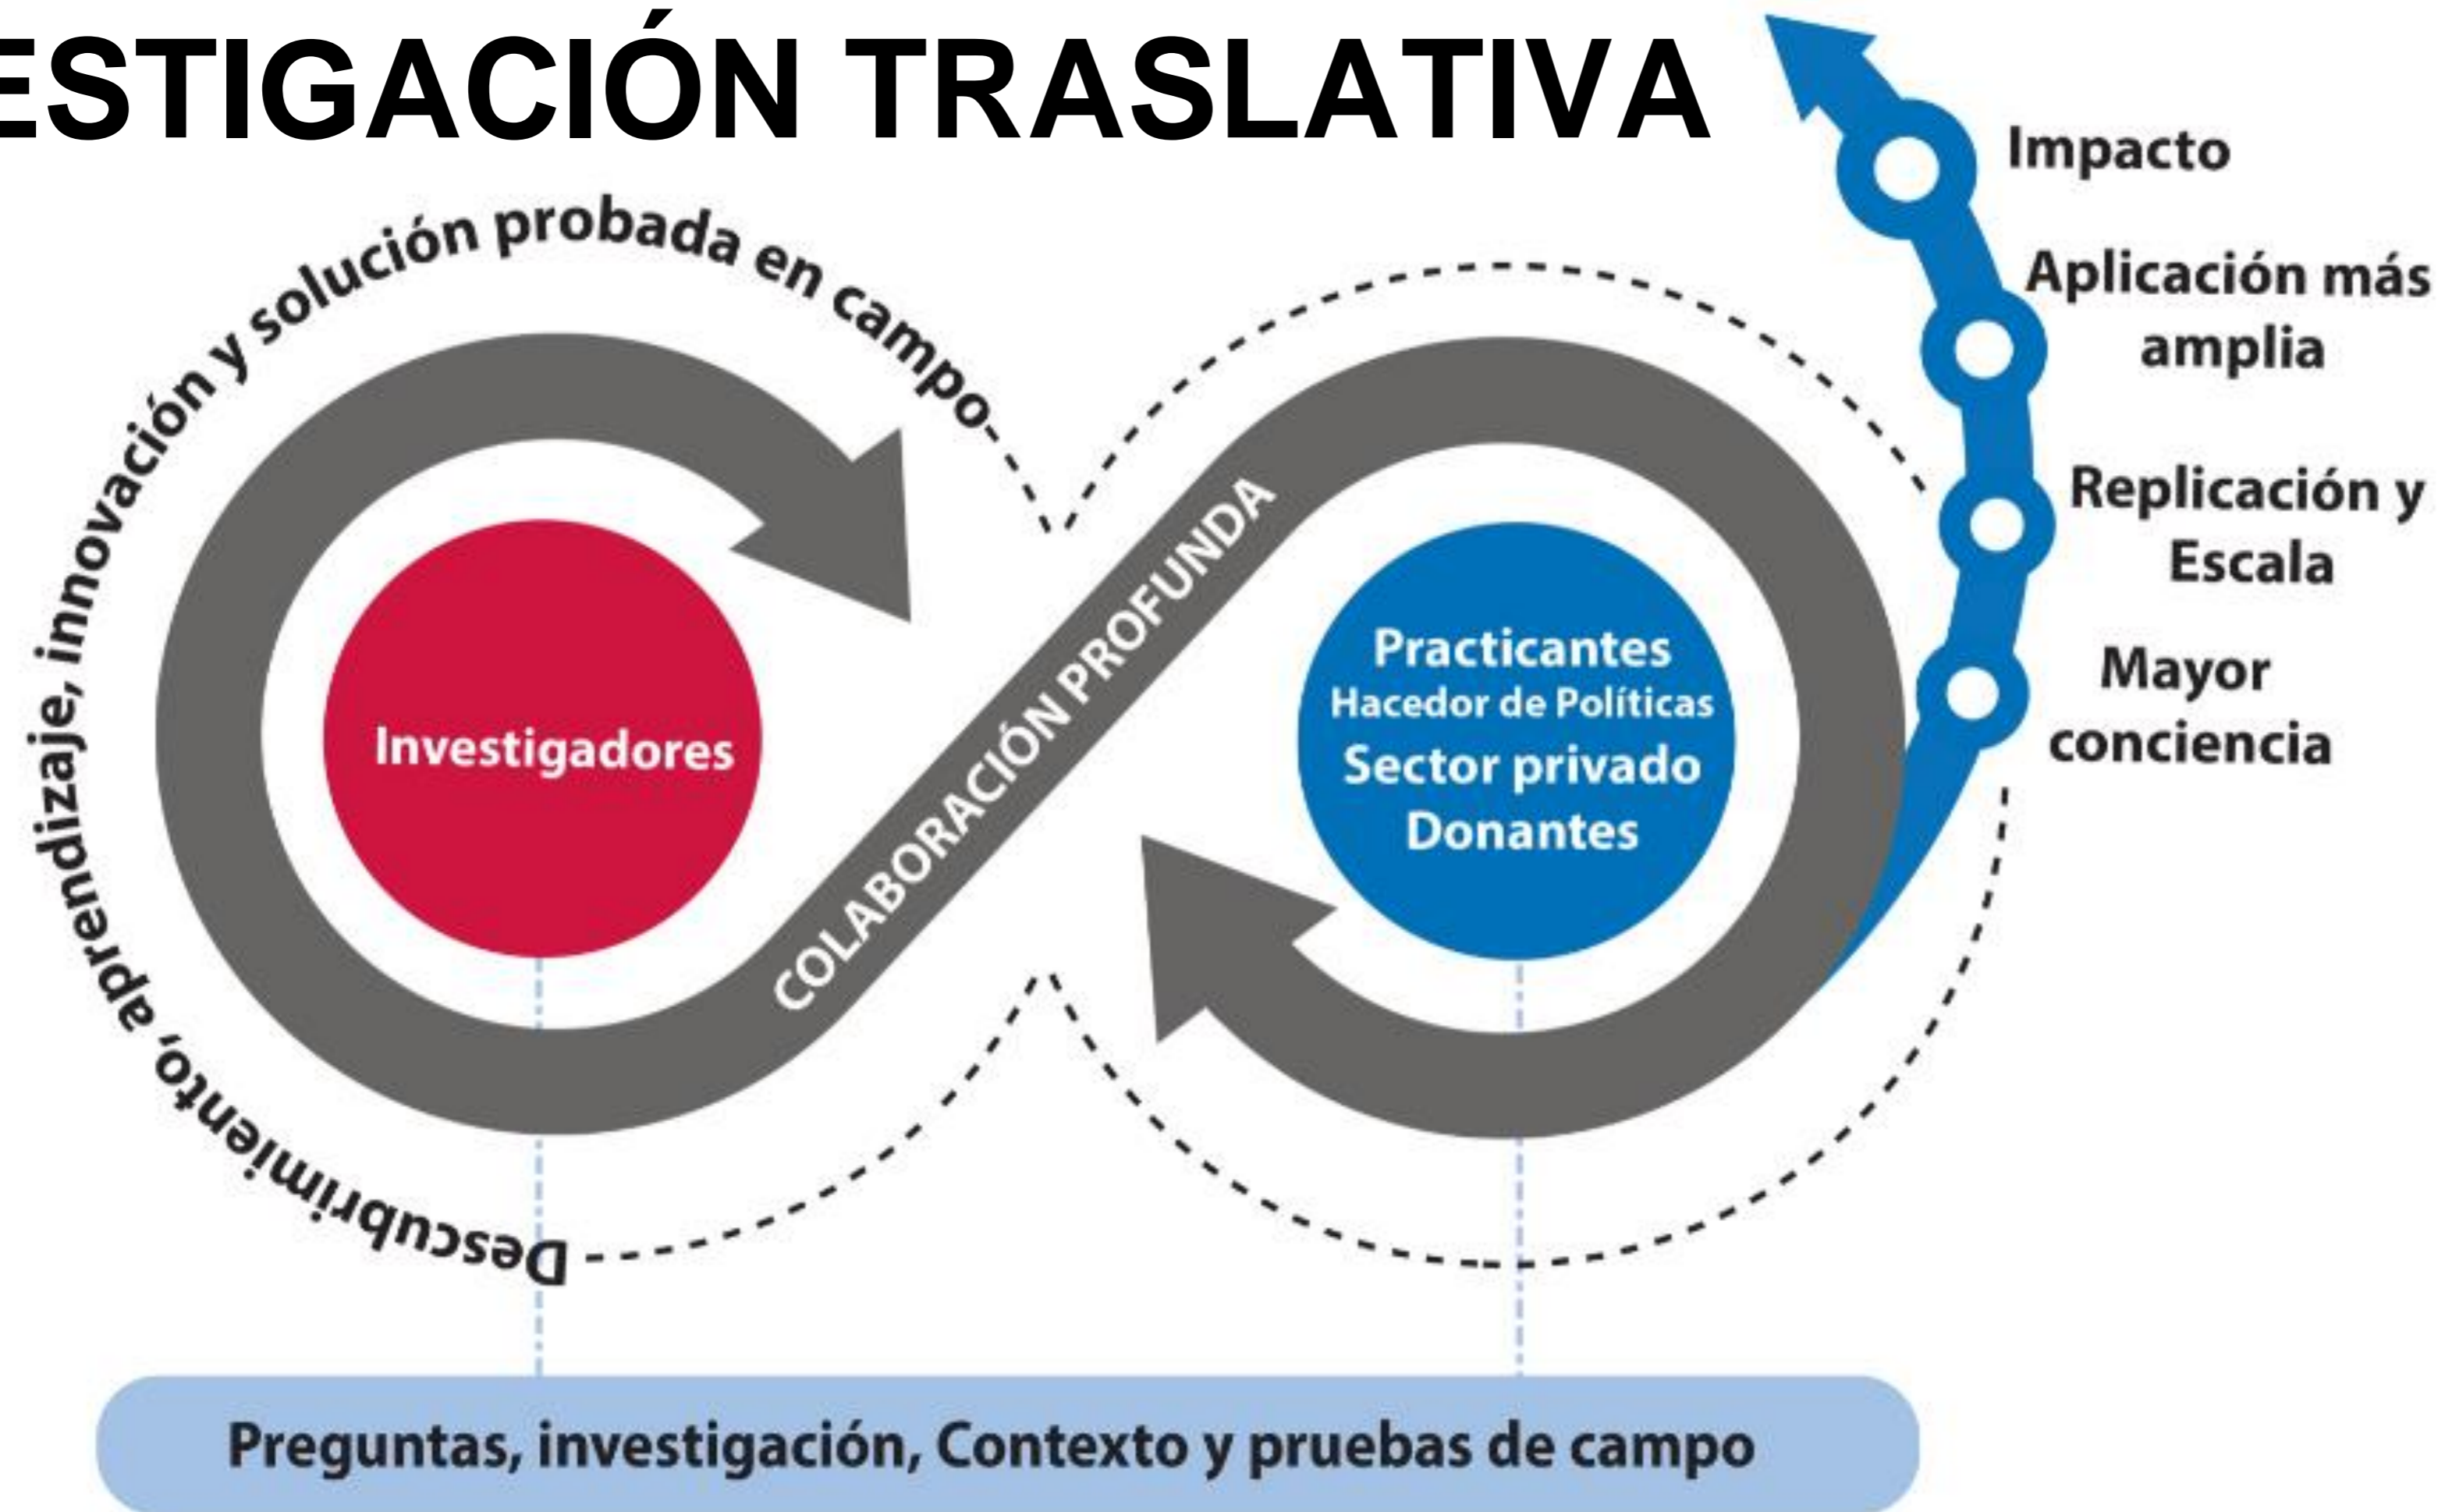 ESTIGACIÓN TRASLATIVA
Impacto
Aplicación más
amplia
Replicación y
Escala
Mayor
conciencia
Descubrimiento, aprendizaje, innovación y solución probada en campo
Investigadores
COLABORACIÓN PROFUNDA
Practicantes
Hacedor de Políticas
Sector privado
Donantes
Preguntas, investigación, Contexto y pruebas de campo